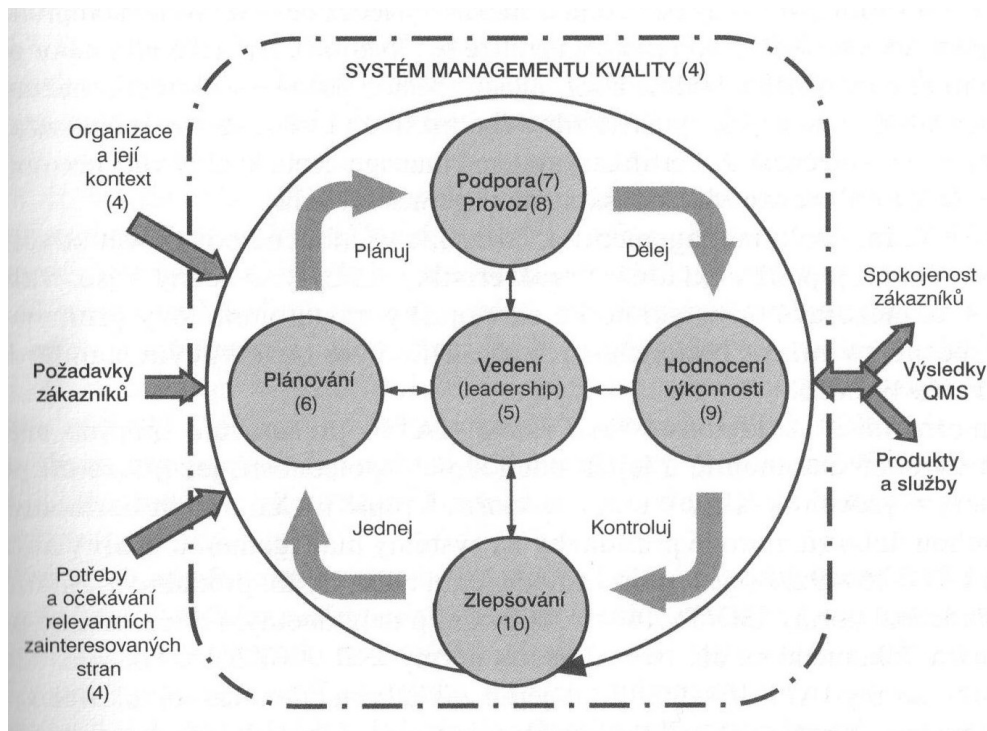 SYSTÉM MANAGEMENTU KVALITY (4)
Organizace
a její
kontext
(4)
Podpora (7)
Provoz (8)
Plánuj
Dělej
Spokojenost
zákazníků
Požadavky
zákazníků
Plánování
(6)
Vedení
(leadership)
(5)
Hodnocení
výkonnosti
(9)
Výsledky
QMS
Produkty
a služby
Jednej
Kontroluj
Potřeby
a očekávání
relevantních
zainteresovaných
stran
(4)
Zlepšování
(10)